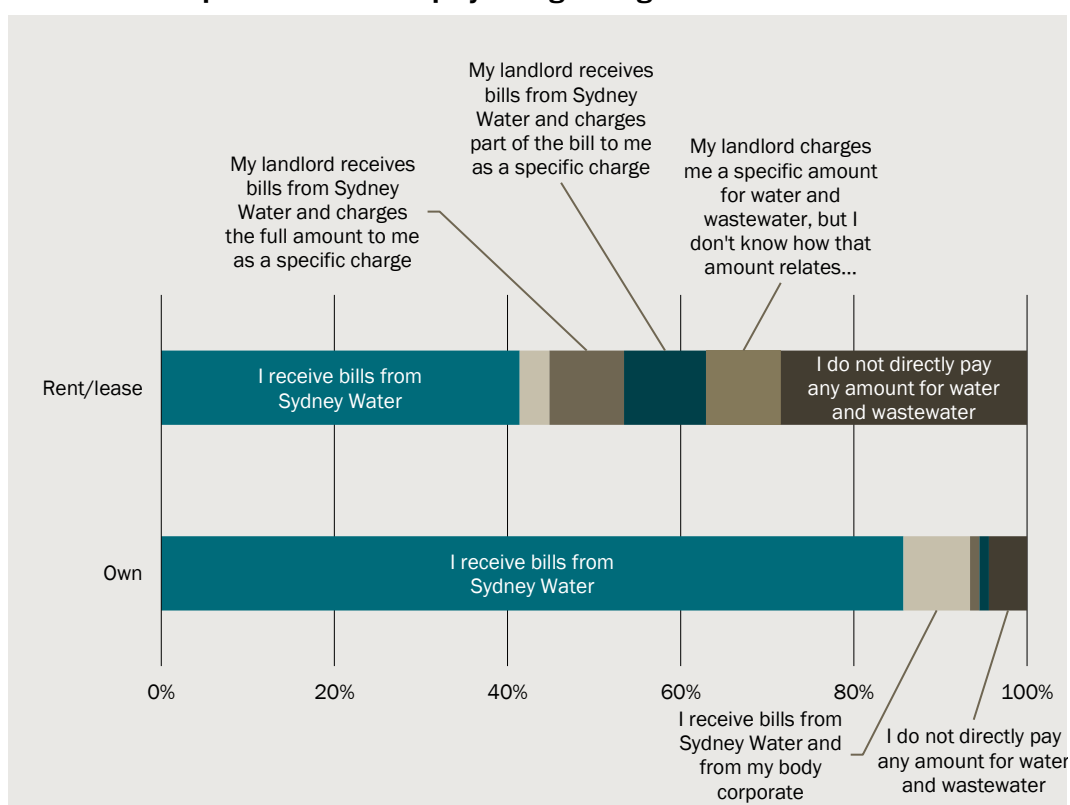 My landlord receives
bills from Sydney
Water and charges
part of the bill to me
as a specific charge
My landlord charges
me a specific amount
for water and
wastewater, but I
don't know how that
amount relates...
My landlord receives
bills from Sydney
Water and charges
the full amount to me
as a specific charge
Rent/lease
I receive bills from
Sydney Water
I do not directly pay
any amount for water
and wastewater
Own
I receive bills from
Sydney Water
0%
20%
40%
60%
80%
100%
I receive bills from
Sydney Water and
from my body
corporate
I do not directly pay
any amount for water
and wastewater